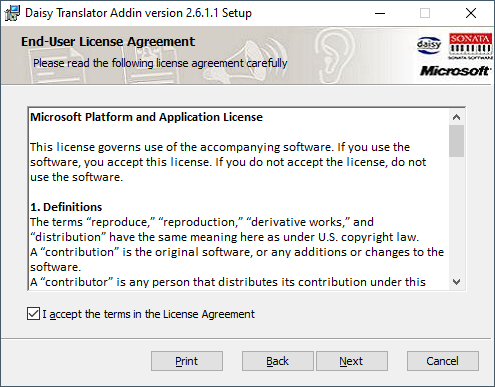 Daisy Translator Addin version 2.6.1.1 Setup
End-User License Agreement
Please read the following license agreement carefully
daisy
SONATA
SONATA SOFTWARE
Microsoft
Microsoft Platform and Application License
This license governs use of the accompanying software. If you use the
software, you accept this license. If you do not accept the license, do not
use the software.
1. Definitions
The terms “reproduce,” “reproduction,” “derivative works,” and
“distribution” have the same meaning here as under U.S. copyright law.
A “contribution” is the original software, or any additions or changes to the
software.
A “contributor” is any person that distributes its contribution under this
I accept the terms in the License Agreement
Print
Back
Next
Cancel